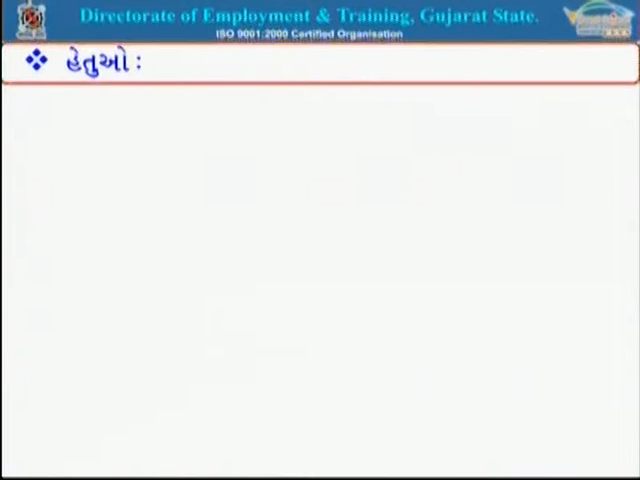 Directorate of Employment & Training, Gujarat State.
ISO 9001:2000 Certified Organisation
❖ હેતુઓ :